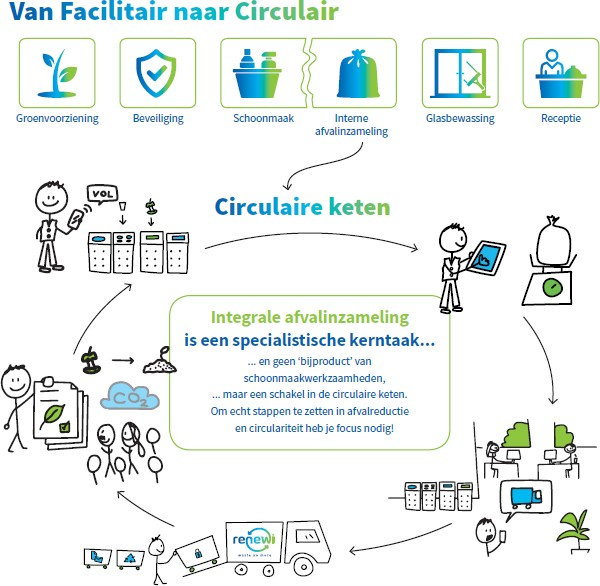 Van Facilitair naar Circulair
Groenvoorziening
Beveiliging
Schoonmaak
Interne
afvalinzameling
Glasbewassing
Receptie
Circulaire keten
VOL
Integrale afvalinzameling
is een specialistische kerntaak...
... en geen ‘bijproduct’ van
schoonmaakwerkzaamheden,
... maar een schakel in de circulaire keten.
Om echt stappen te zetten in afvalreductie
en circulariteit heb je focus nodig!
CO2
renewi
waste no more